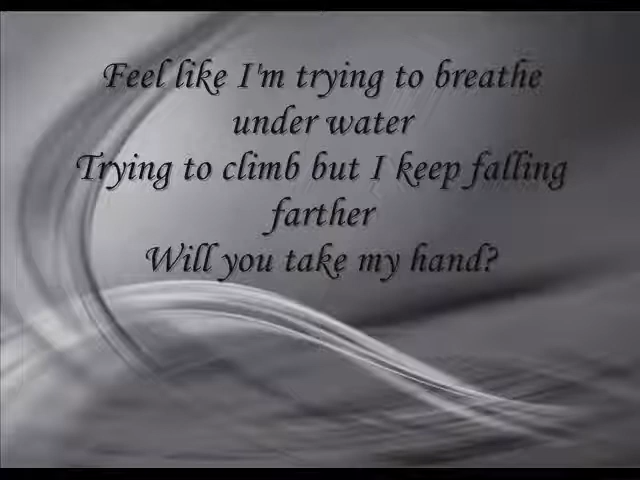 Feel like I'm trying to breathe
under water
Trying to climb but I keep falling
farther
Will you take my hand?